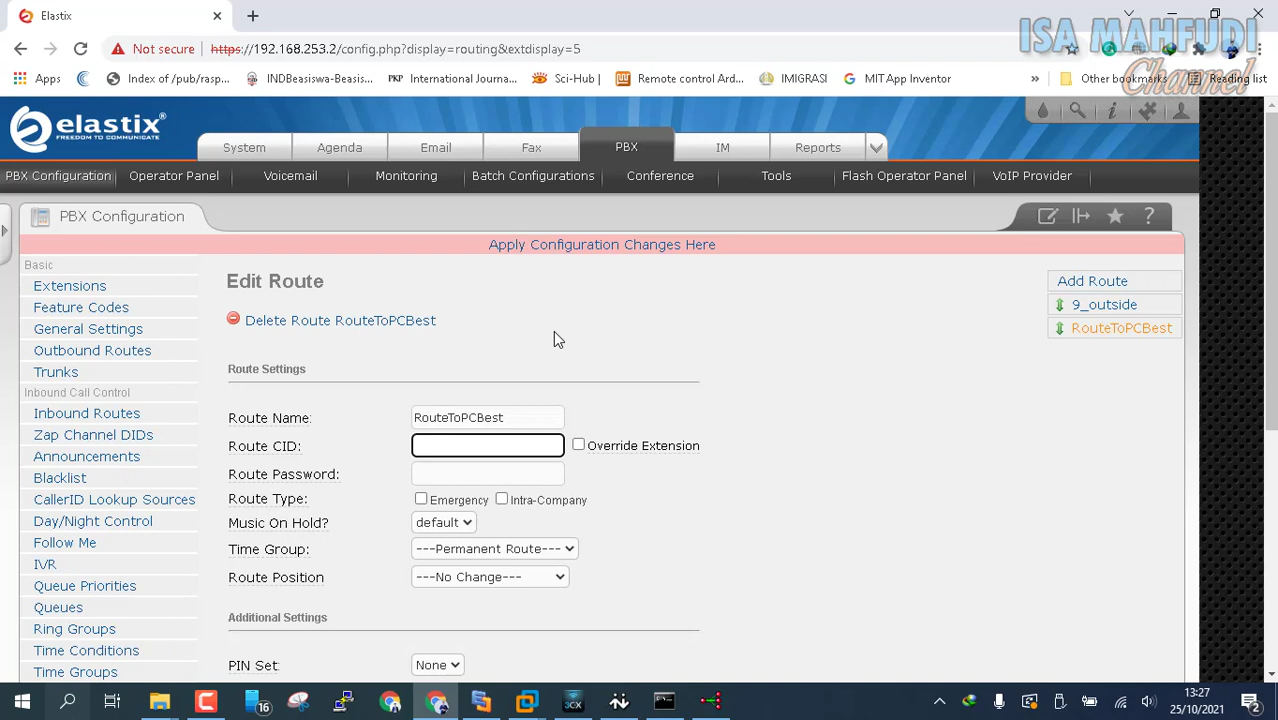 Elastix
Not secure
https://192.168.253.2/config.php?display=routing&extdisplay=5
ISA MAHFUDI
Channel
Apps
Index of /pub/rasp...
INDBeasiswa-Beasis...
PKP International Journa...
Sci-Hub |
Remote control Ard...
IMIGRASI
MIT App Inventor
»
Other bookmarks
Reading list
elastix
FREEDOM TO COMMUNICATE
System
Agenda
Email
Fax
PBX
IM
Reports
PBX Configuration
Operator Panel
Voicemail
Monitoring
Batch Configurations
Conference
Tools
Flash Operator Panel
VoIP Provider
PBX Configuration
Apply Configuration Changes Here
Basic
Extensions
Feature Codes
General Settings
Outbound Routes
Trunks
Inbound Call Control
Inbound Routes
Zap Channel DIDs
Announcements
Blacklist
CallerID Lookup Sources
Day/Night Control
Follow Me
IVR
Queue Priorities
Queues
Ring Groups
Time Conditions
Time Groups
Edit Route
Delete Route RouteToPCBest
Route Settings
Route Name: RouteToPCBest
Route CID: Override Extension
Route Password:
Route Type: Emergency Intra-Company
Music On Hold? default
Time Group: ---Permanent Route---
Route Position ---No Change---
Additional Settings
PIN Set: None
Add Route
9_outside
RouteToPCBest
16
3CX
13:27
25/10/2021
2